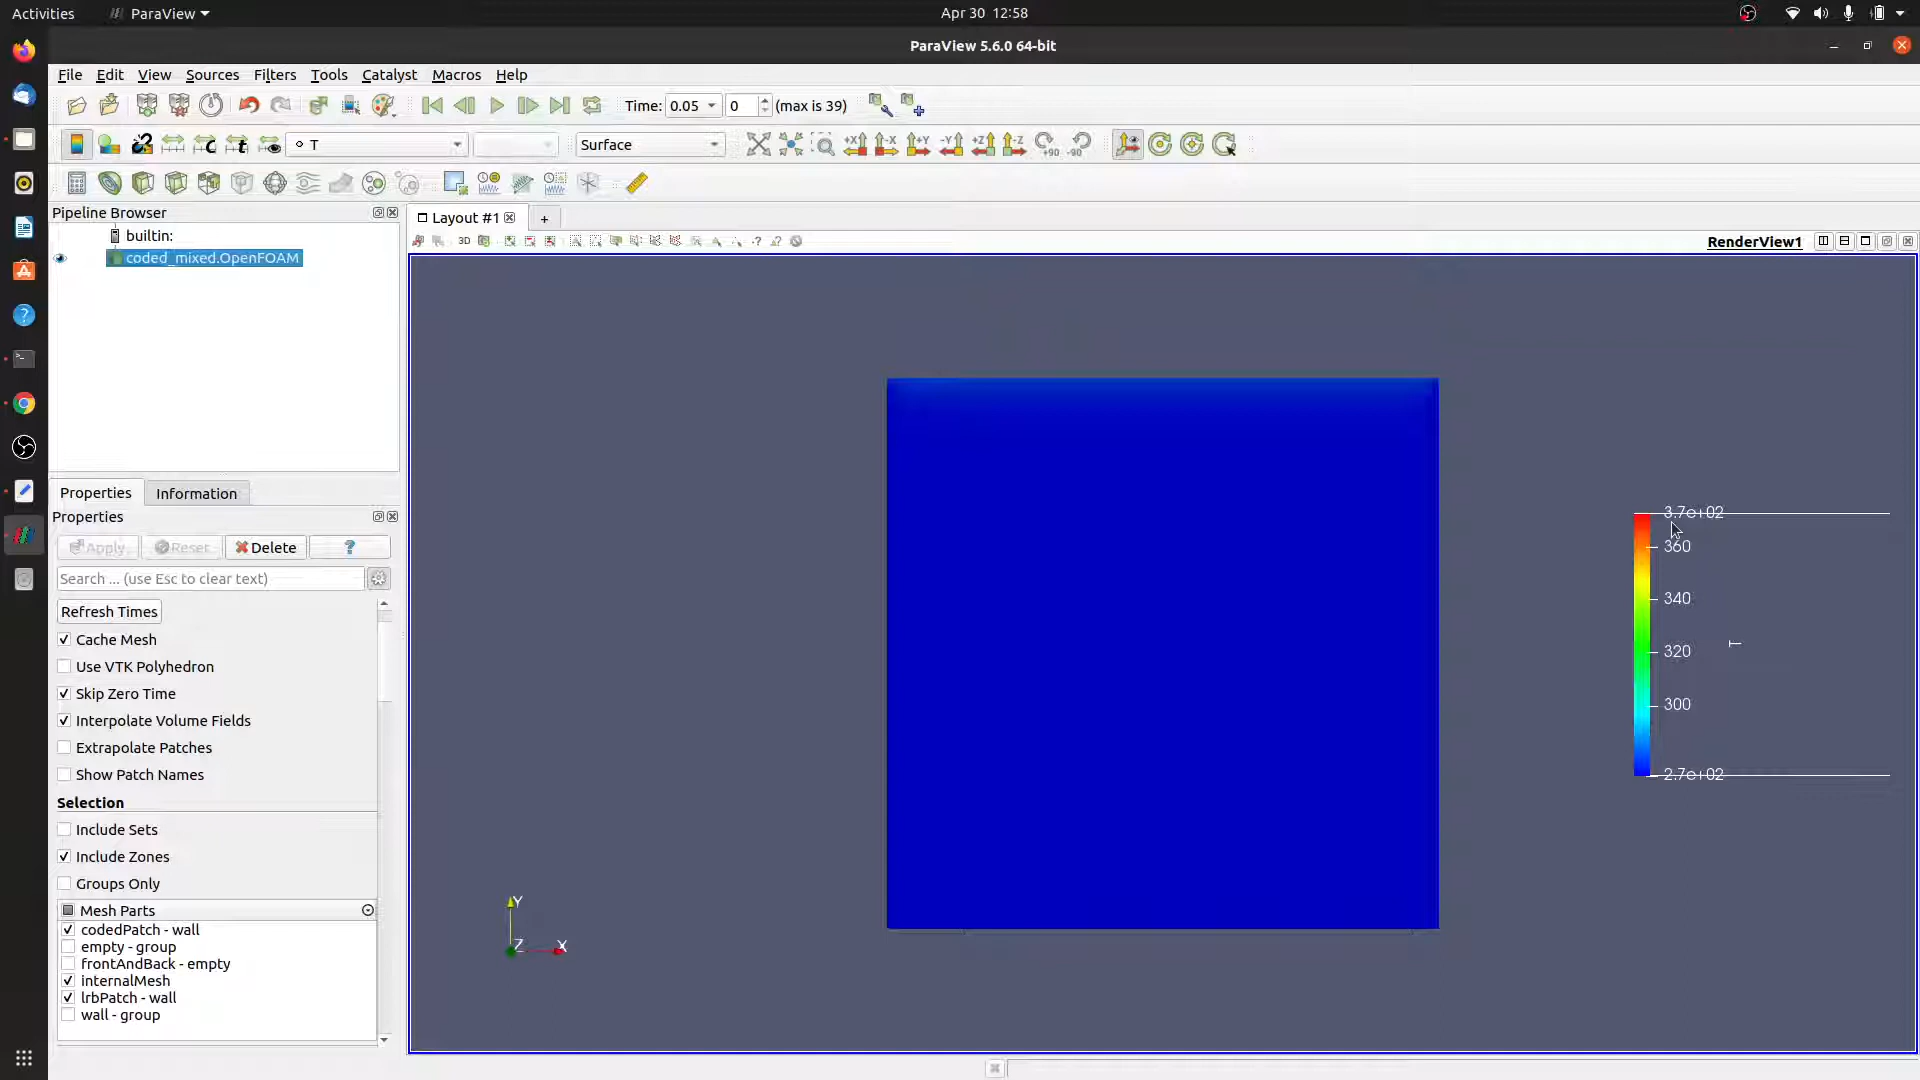 Activities
ParaView
Apr 30 12:58
ParaView 5.6.0 64-bit
File Edit View Sources Filters Tools Catalyst Macros Help
Time: 0.05 0 (max is 39)
T
Surface
+X -X +Y -Y +Z -Z +90 -90
Pipeline Browser
builtin:
coded_mixed.OpenFOAM
Layout #1
+
3D
RenderView1
Properties Information
Properties
Apply Reset Delete ?
Search ... (use Esc to clear text)
Refresh Times
Cache Mesh
Use VTK Polyhedron
Skip Zero Time
Interpolate Volume Fields
Extrapolate Patches
Show Patch Names
Selection
Include Sets
Include Zones
Groups Only
Mesh Parts
codedPatch - wall
empty - group
frontAndBack - empty
internalMesh
lrbPatch - wall
wall - group
3.7e+02
360
340
320
T
300
2.7e+02
Y
Z
X